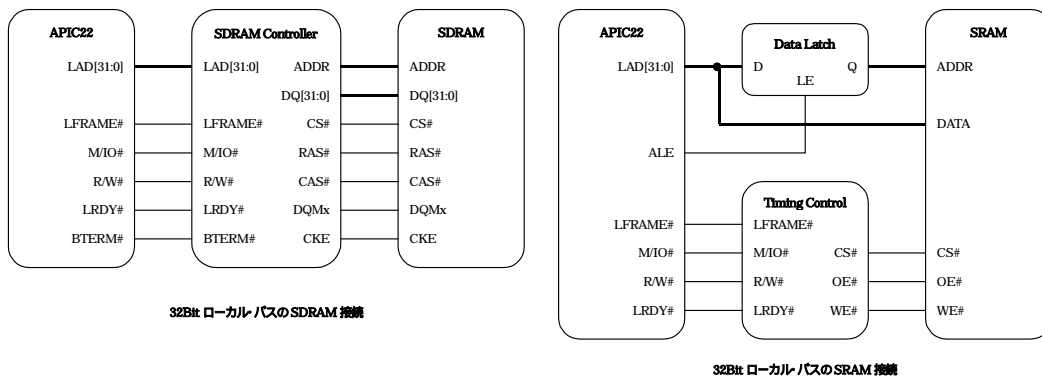 APIC22 SDRAM Controller SDRAM
LAD[31:0] LAD[31:0] ADDR ADDR
DQ[31:0] DQ[31:0]
LFRAME# LFRAME# CS# CS#
M/IO# M/IO# RAS# RAS#
R/W# R/W# CAS# CAS#
LRDY# LRDY# DQMx DQMx
BTERM# BTERM# CKE CKE
32Bit ローカル・バスの SDRAM 接続
APIC22 SRAM
Data Latch
LAD[31:0] D Q ADDR
LE
DATA
ALE
Timing Control
LFRAME# LFRAME#
M/IO# M/IO# CS# CS#
R/W# R/W# OE# OE#
LRDY# LRDY# WE# WE#
32Bit ローカル・バスの SRAM 接続